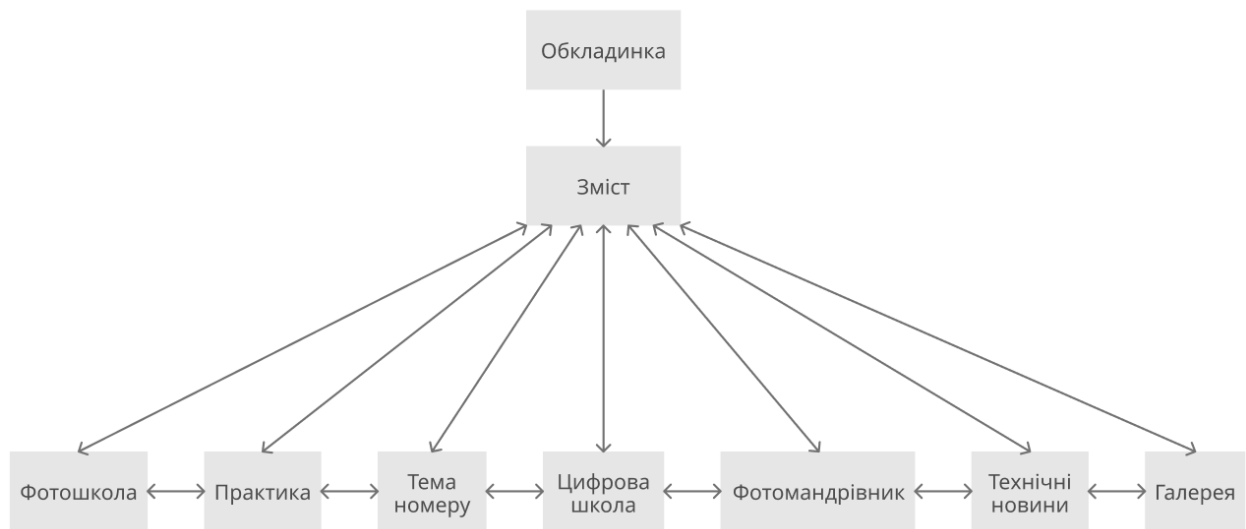 Обкладинка
Зміст
Фотошкола
Практика
Тема
номеру
Цифрова
школа
Фотомандрівник
Технічні
новини
Галерея